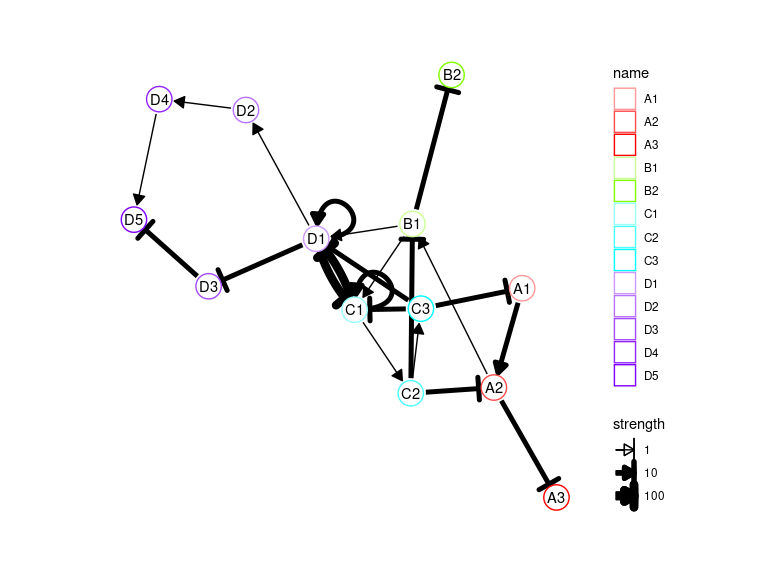 B2
D4
D2
D5
B1
D1
D3
A1
C1
C3
C2
A2
A3
name
A1
A2
A3
B1
B2
C1
C2
C3
D1
D2
D3
D4
D5
strength
1
10
100